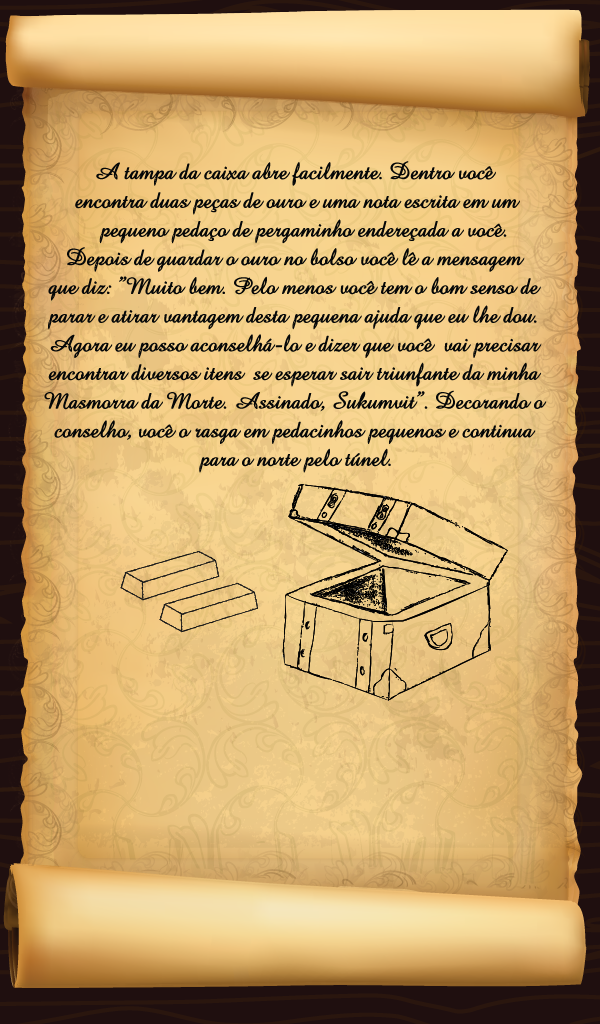 A tampa da caixa abre facilmente. Dentro você
encontra duas peças de ouro e uma nota escrita em um
pequeno pedaço de pergaminho endereçada a você.
Depois de guardar o ouro no bolso você lê a mensagem
que diz: "Muito bem. Pelo menos você tem o bom senso de
parar e atirar vantagem desta pequena ajuda que eu lhe dou.
Agora eu posso aconselhá-lo e dizer que você  vai precisar
encontrar diversos itens  se esperar sair triunfante da minha
Masmorra da Morte. Assinado, Sukumvit". Decorando o
conselho, você o rasga em pedacinhos pequenos e continua
para o norte pelo túnel.